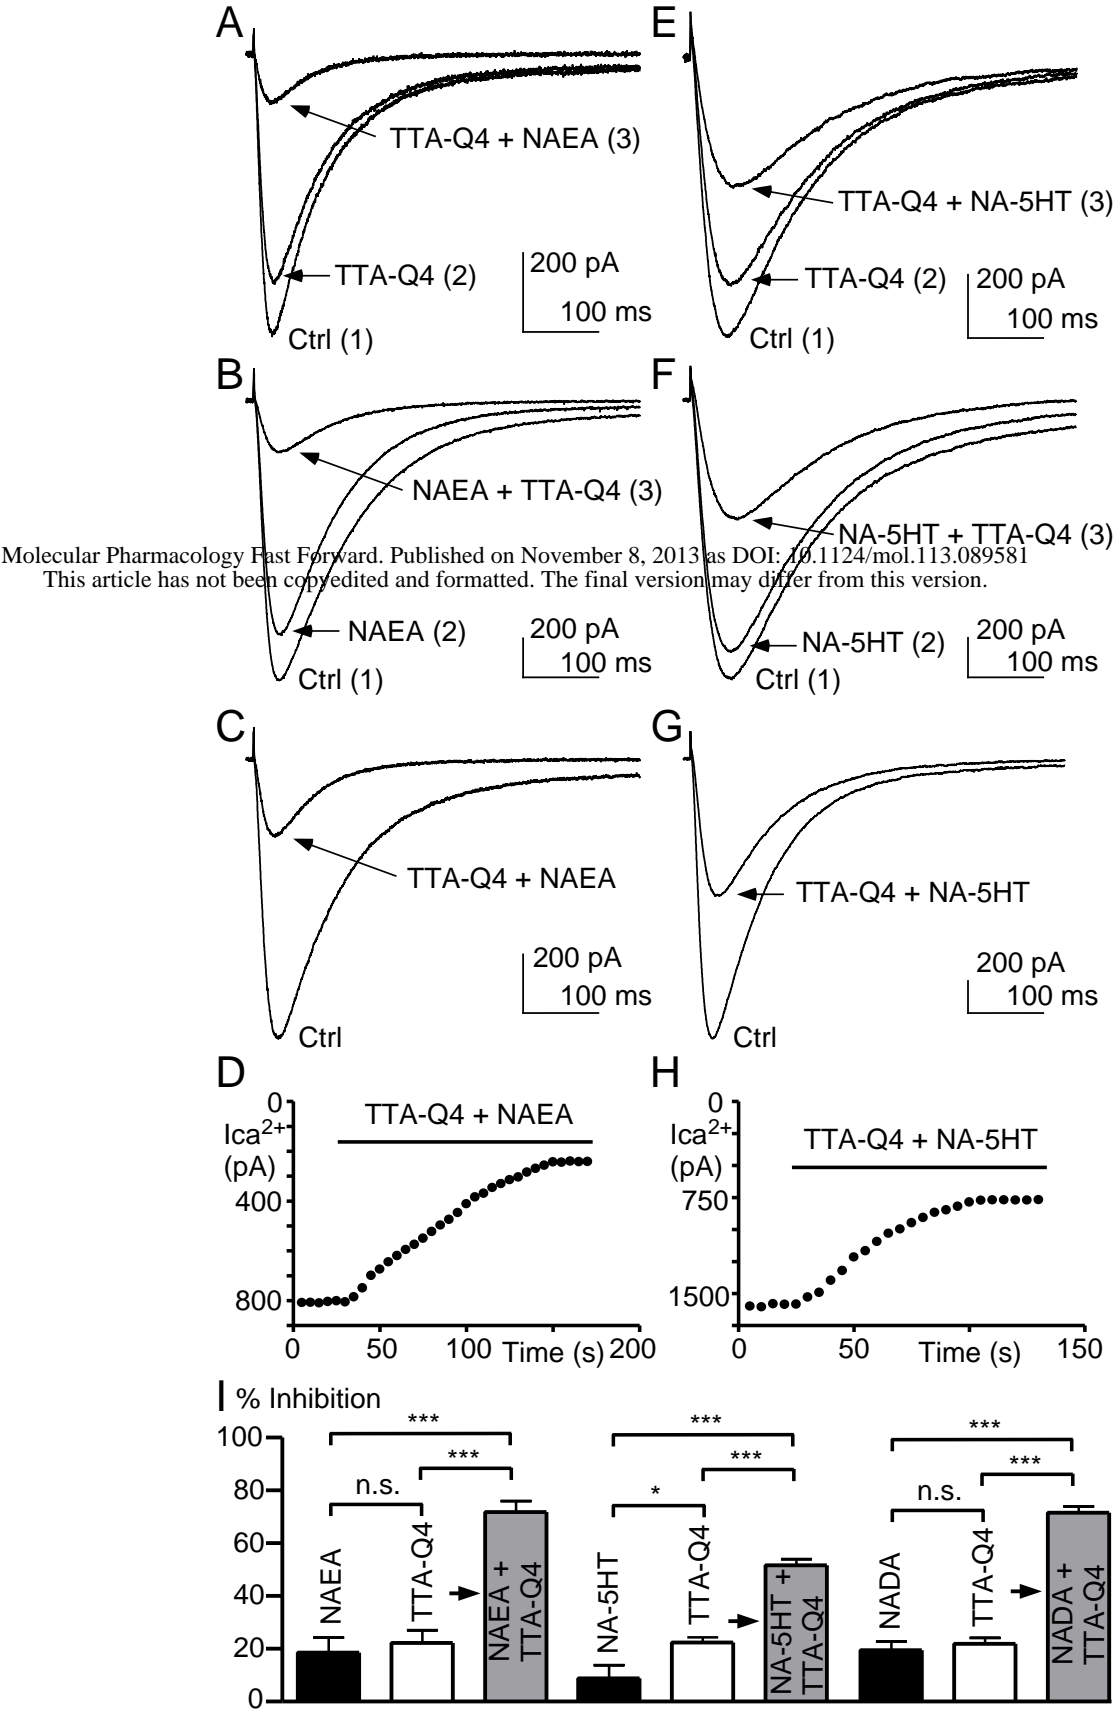 A
TTA-Q4 + NAEA (3)
TTA-Q4 (2)
200 pA
100 ms
Ctrl (1)
E
TTA-Q4 + NA-5HT (3)
TTA-Q4 (2)
200 pA
100 ms
Ctrl (1)
B
NAEA + TTA-Q4 (3)
NAEA (2)
200 pA
100 ms
Ctrl (1)
F
NA-5HT + TTA-Q4 (3)
NA-5HT (2)
200 pA
100 ms
Ctrl (1)
Molecular Pharmacology Fast Forward. Published on November 8, 2013 as DOI: 10.1124/mol.113.089581
This article has not been copyedited and formatted. The final version may differ from this version.
C
TTA-Q4 + NAEA
200 pA
100 ms
Ctrl
G
TTA-Q4 + NA-5HT
200 pA
100 ms
Ctrl
D
TTA-Q4 + NAEA
Ica2+
(pA)
0
400
800
0 50 100 Time (s) 200
H
TTA-Q4 + NA-5HT
Ica2+
(pA)
0
750
1500
0 50 Time (s) 150
I % Inhibition
100
80
60
40
20
0
***
***
n.s.
NAEA
TTA-Q4
NAEA +
TTA-Q4
***
***
*
NA-5HT
TTA-Q4
NA-5HT +
TTA-Q4
***
***
n.s.
NADA
TTA-Q4
NADA +
TTA-Q4